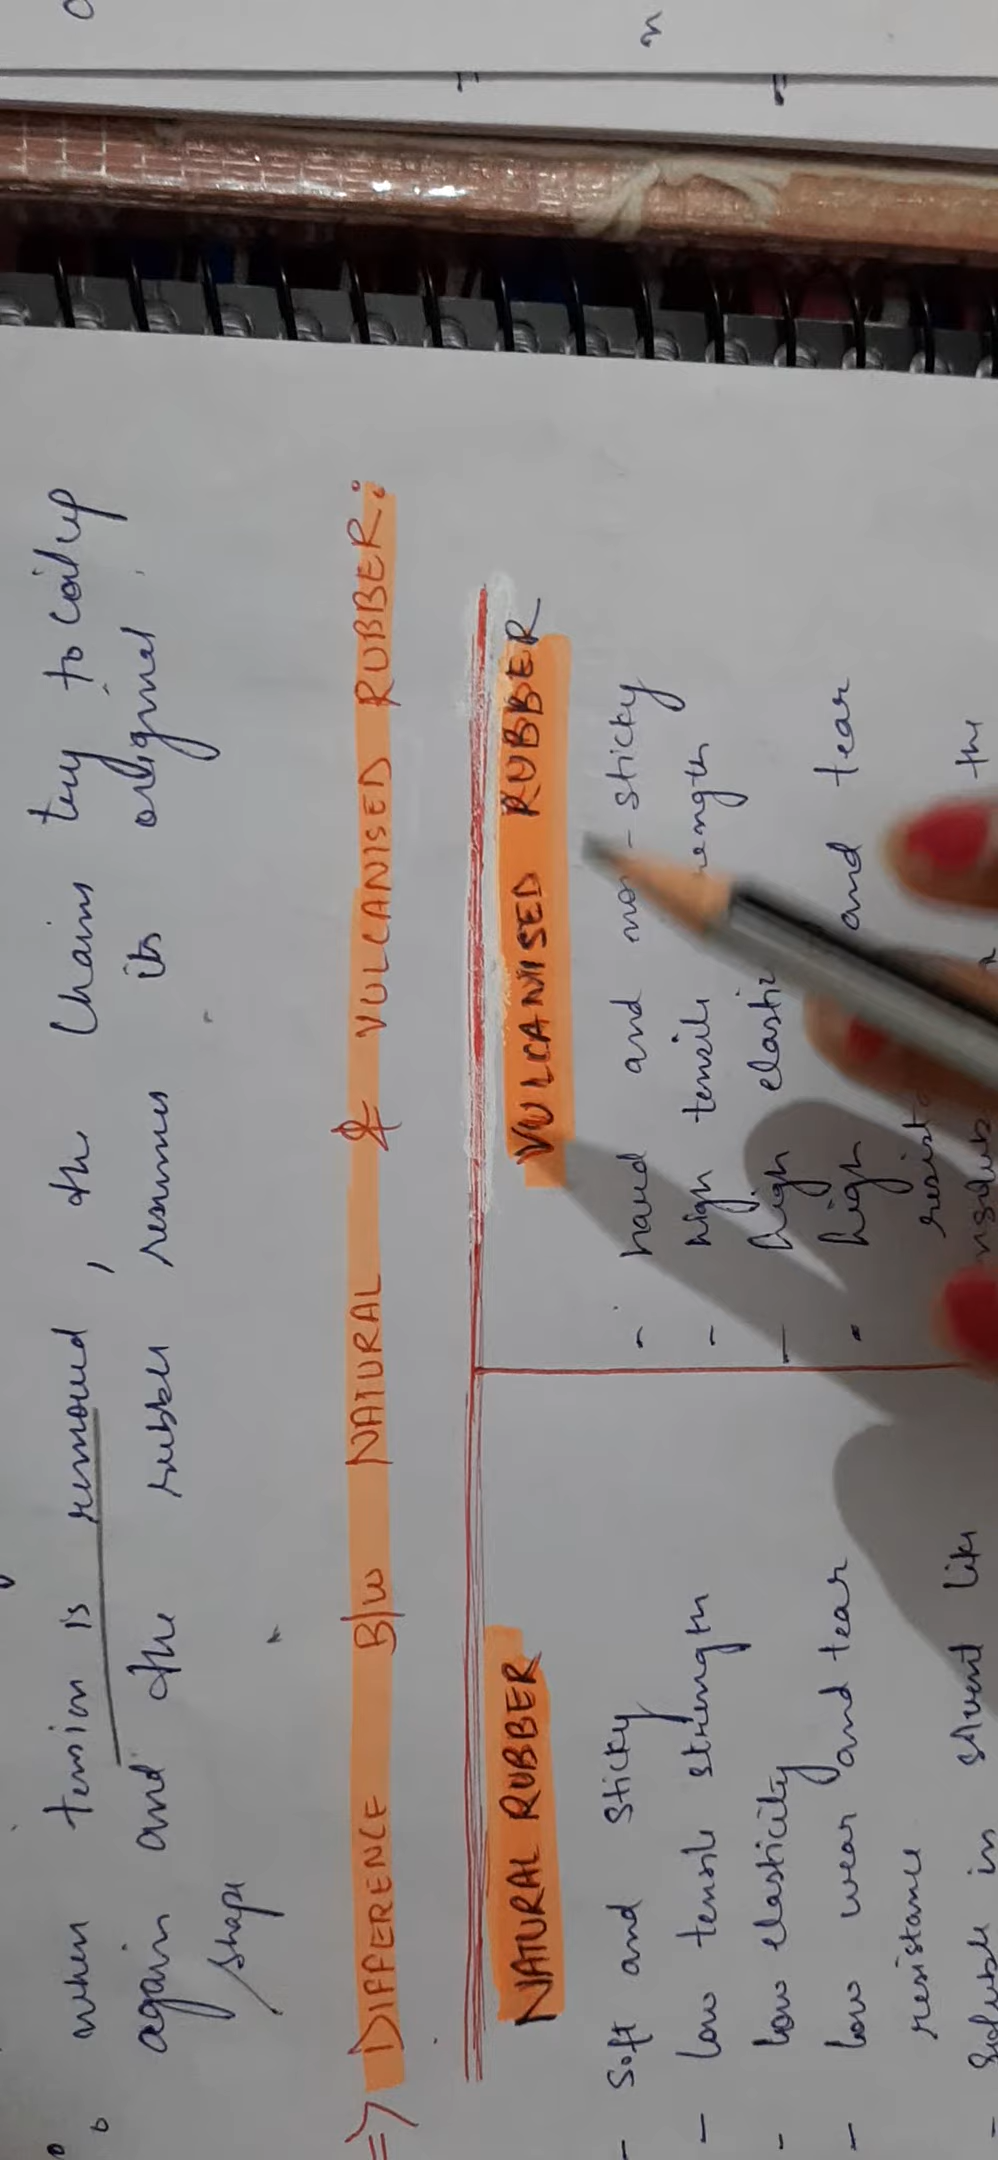 when tension is removed, the chains try to coil up
again and the rubber resumes its original
shape
=> DIFFERENCE B/W NATURAL & VULCANISED RUBBER:
NATURAL RUBBER VULCANISED RUBBER
- Soft and Sticky - hard and non-sticky
- low tensile strength - high tensile
- low elasticity - high elastic
- low wear and tear - high and tear
resistance
- soluble in solvent like the